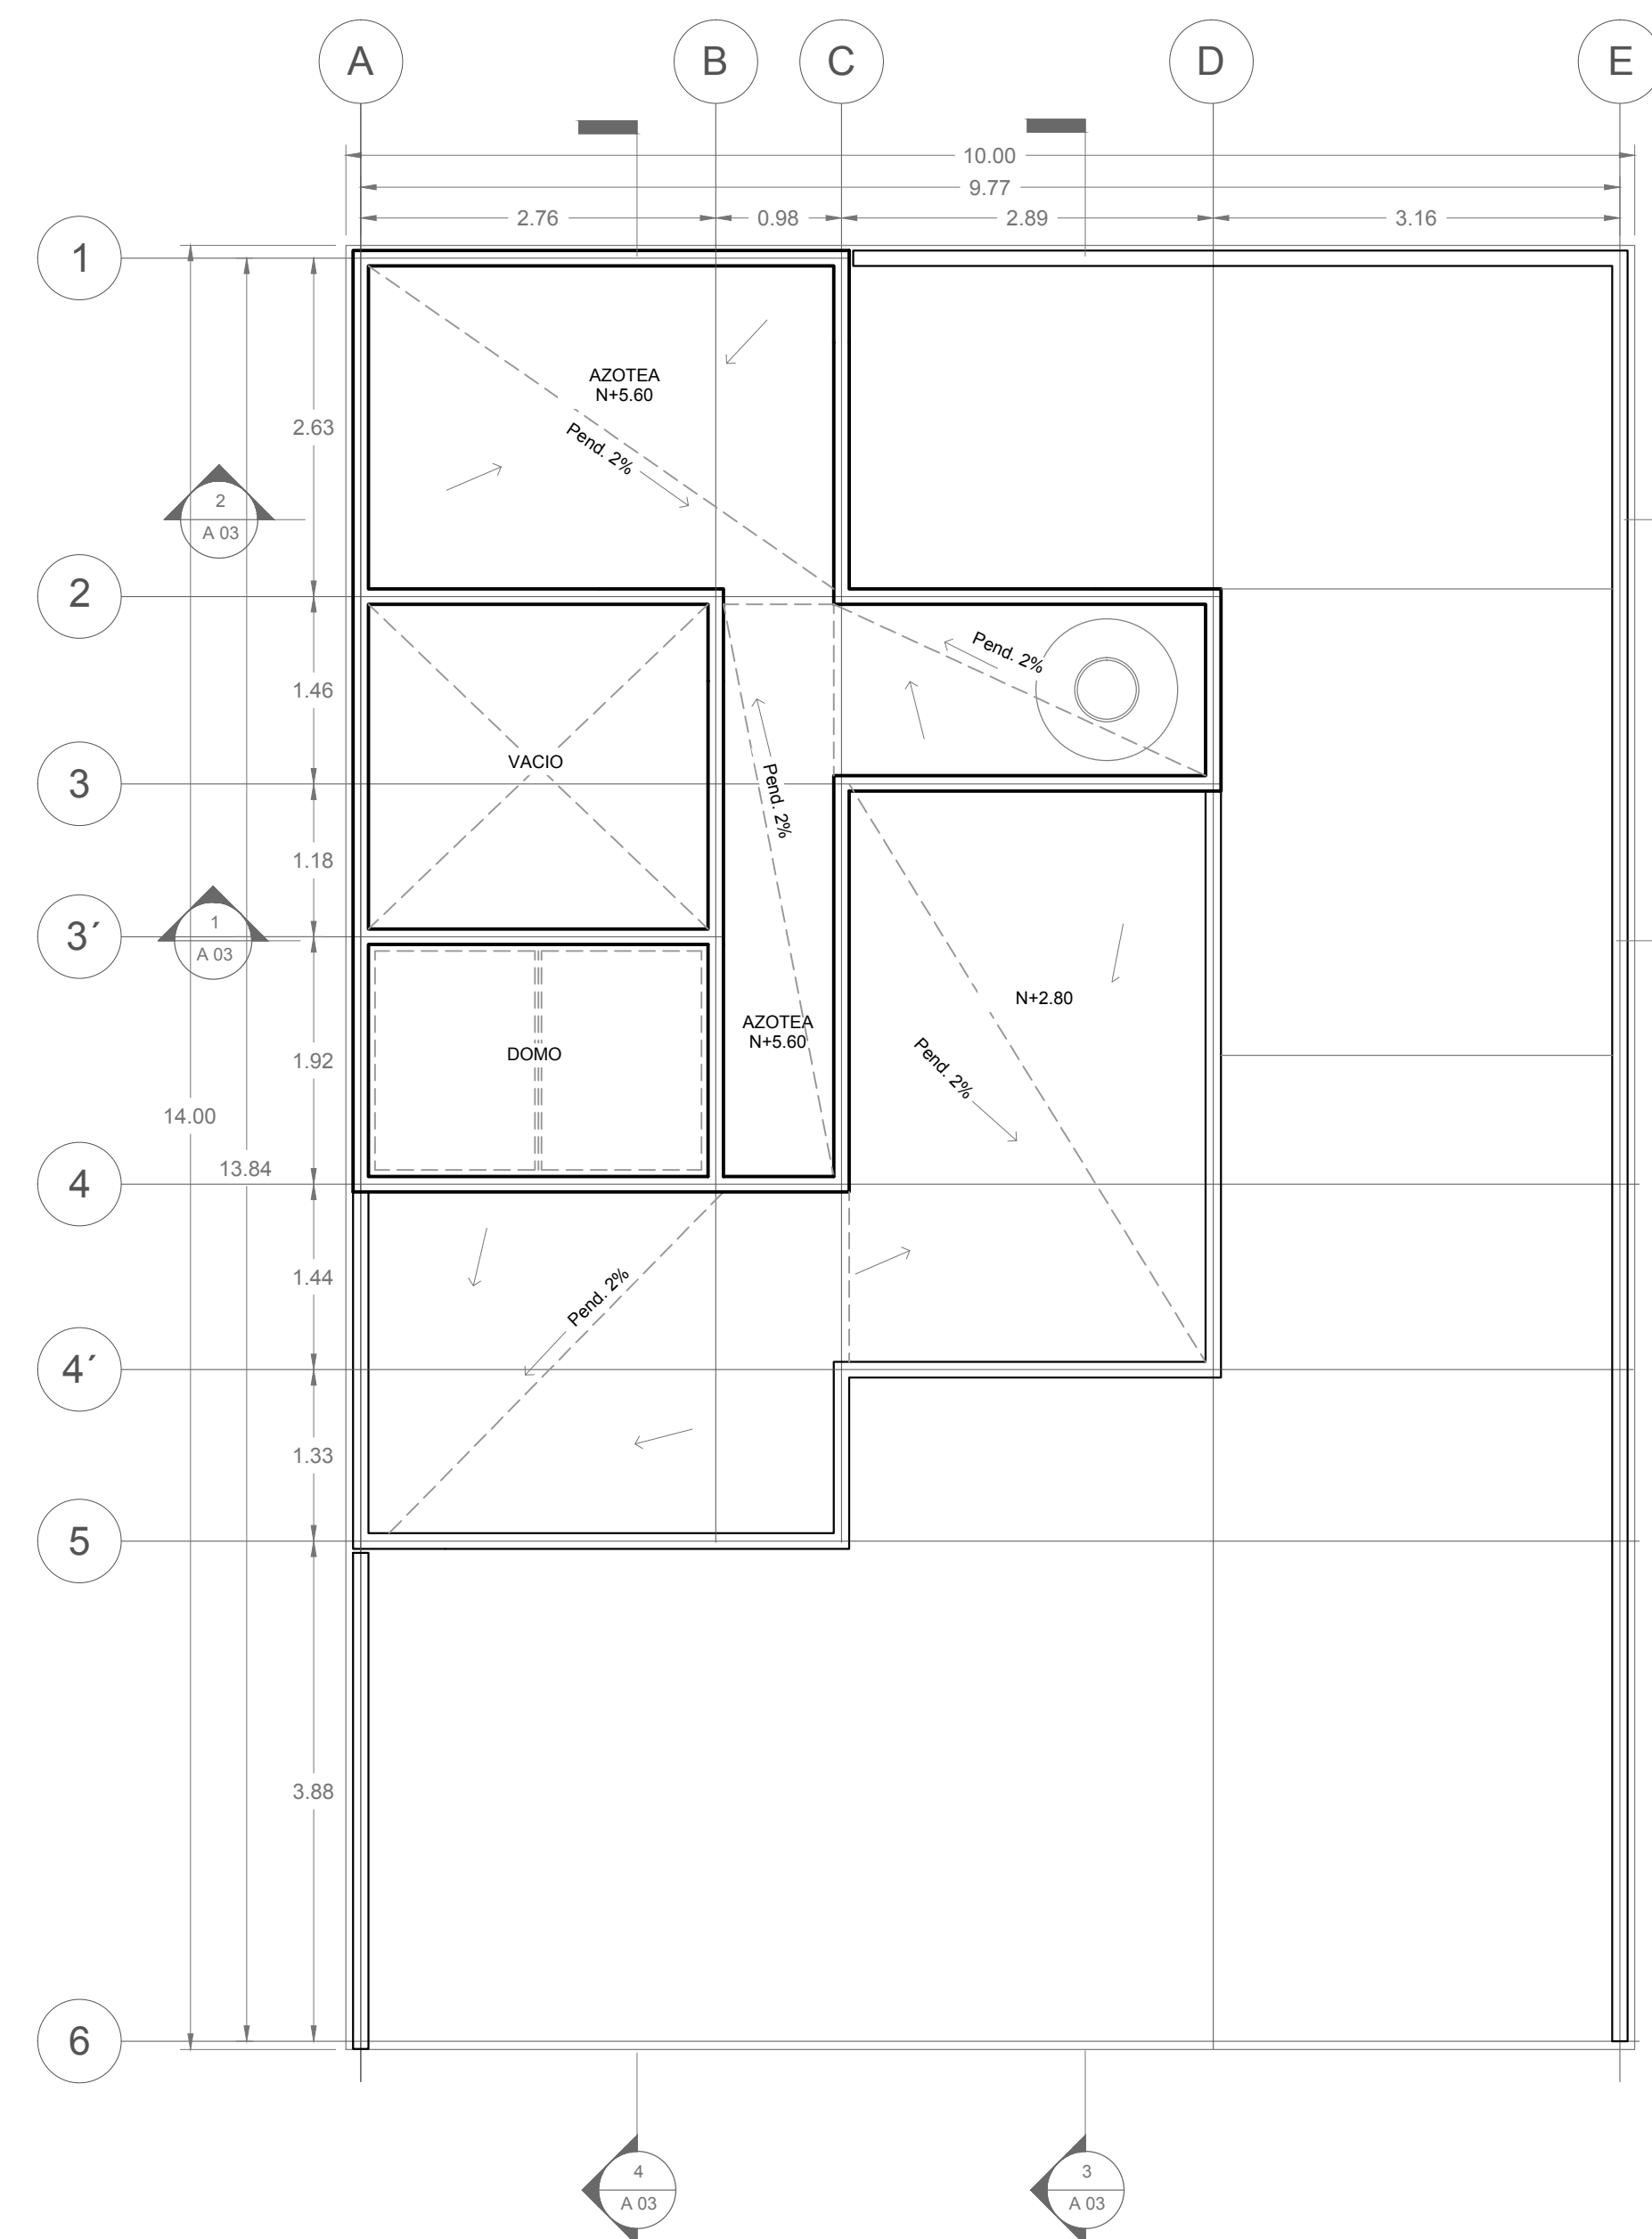 A B C D E
10.00
9.77
2.76 0.98 2.89 3.16
1
AZOTEA
N+5.60
2.63
Pend. 2%
2
A 03
2
Pend. 2%
1.46
VACIO
3
Pend. 2%
1.18
1
A 03
3´
N+2.80
AZOTEA
N+5.60
DOMO
1.92
Pend. 2%
14.00
13.84
4
1.44
Pend. 2%
4´
1.33
5
3.88
6
4
A 03
3
A 03